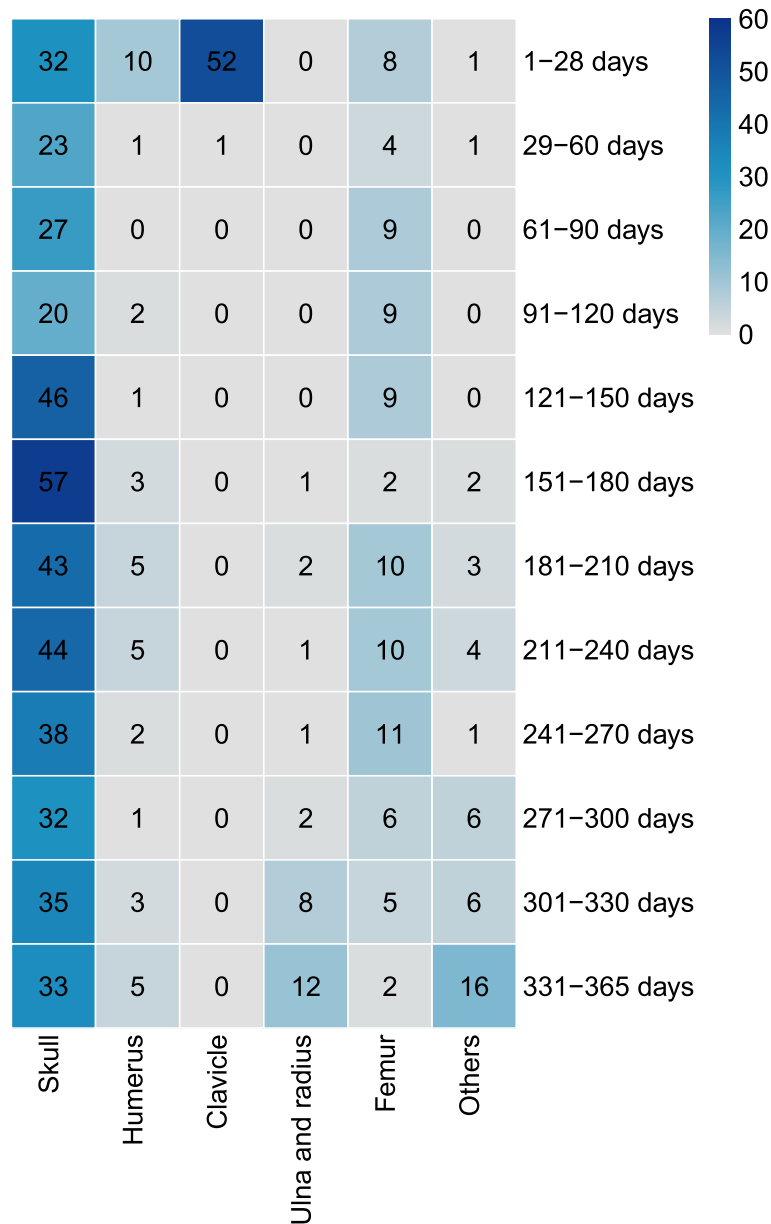 32 10 52 0 8 1 1−28 days
23 1 1 0 4 1 29−60 days
27 0 0 0 9 0 61−90 days
20 2 0 0 9 0 91−120 days
46 1 0 0 9 0 121−150 days
57 3 0 1 2 2 151−180 days
43 5 0 2 10 3 181−210 days
44 5 0 1 10 4 211−240 days
38 2 0 1 11 1 241−270 days
32 1 0 2 6 6 271−300 days
35 3 0 8 5 6 301−330 days
33 5 0 12 2 16 331−365 days
Skull
Humerus
Clavicle
Ulna and radius
Femur
Others
60
50
40
30
20
10
0